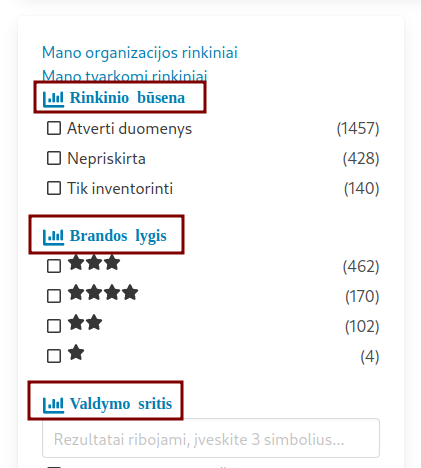 Mano organizacijos rinkiniai
Mano tvarkomi rinkiniai
Rinkinio būsena
Atverti duomenys (1457)
Nepriskirta (428)
Tik inventorinti (140)
Brandos lygis
(462)
(170)
(102)
(4)
Valdymo sritis
Rezultatai ribojami, įveskite 3 simbolius...